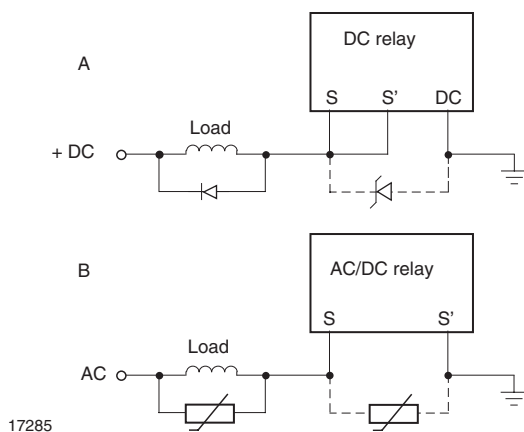 DC relay
A
S S' DC
Load
+ DC
B
AC/DC relay
S S'
Load
AC
17285